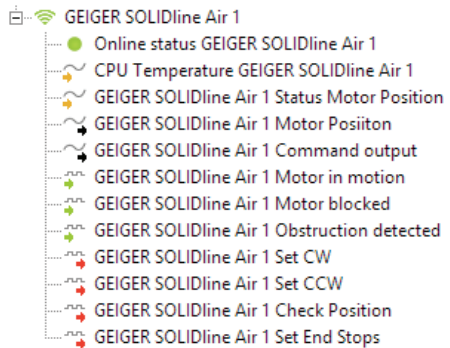 GEIGER SOLIDline Air 1
Online status GEIGER SOLIDline Air 1
CPU Temperature GEIGER SOLIDline Air 1
GEIGER SOLIDline Air 1 Status Motor Position
GEIGER SOLIDline Air 1 Motor Posiiton
GEIGER SOLIDline Air 1 Command output
GEIGER SOLIDline Air 1 Motor in motion
GEIGER SOLIDline Air 1 Motor blocked
GEIGER SOLIDline Air 1 Obstruction detected
GEIGER SOLIDline Air 1 Set CW
GEIGER SOLIDline Air 1 Set CCW
GEIGER SOLIDline Air 1 Check Position
GEIGER SOLIDline Air 1 Set End Stops